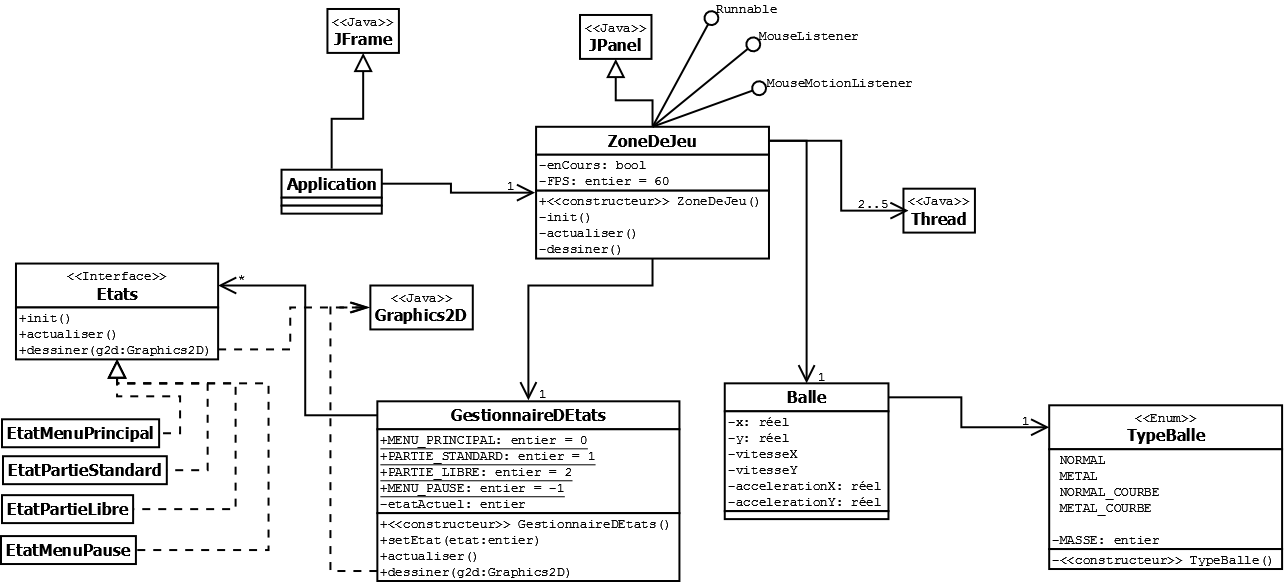 <<Java>>
JFrame
<<Java>>
JPanel
Runnable
MouseListener
MouseMotionListener
Application
1
ZoneDeJeu
-enCours: bool
-FPS: entier = 60
+<<constructeur>> ZoneDeJeu()
-init()
-actualiser()
-dessiner()
2..5
<<Java>>
Thread
<<Interface>>
Etats
+init()
+actualiser()
+dessiner(g2d:Graphics2D)
*
<<Java>>
Graphics2D
EtatMenuPrincipal
EtatPartieStandard
EtatPartieLibre
EtatMenuPause
1
GestionnaireDEtats
+MENU_PRINCIPAL: entier = 0
+PARTIE_STANDARD: entier = 1
+PARTIE_LIBRE: entier = 2
+MENU_PAUSE: entier = -1
-etatActuel: entier
+<<constructeur>> GestionnaireDEtats()
+setEtat(etat:entier)
+actualiser()
+dessiner(g2d:Graphics2D)
1
Balle
-x: réel
-y: réel
-vitesseX
-vitesseY
-accelerationX: réel
-accelerationY: réel
1
<<Enum>>
TypeBalle
NORMAL
METAL
NORMAL_COURBE
METAL_COURBE
-MASSE: entier
-<<constructeur>> TypeBalle()